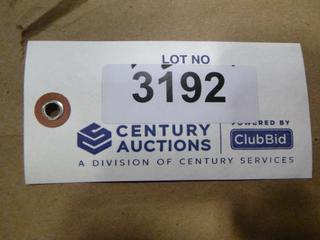 LOT NO
3192
CENTURY
AUCTIONS
POWERED BY
ClubBid
A DIVISION OF CENTURY SERVICES